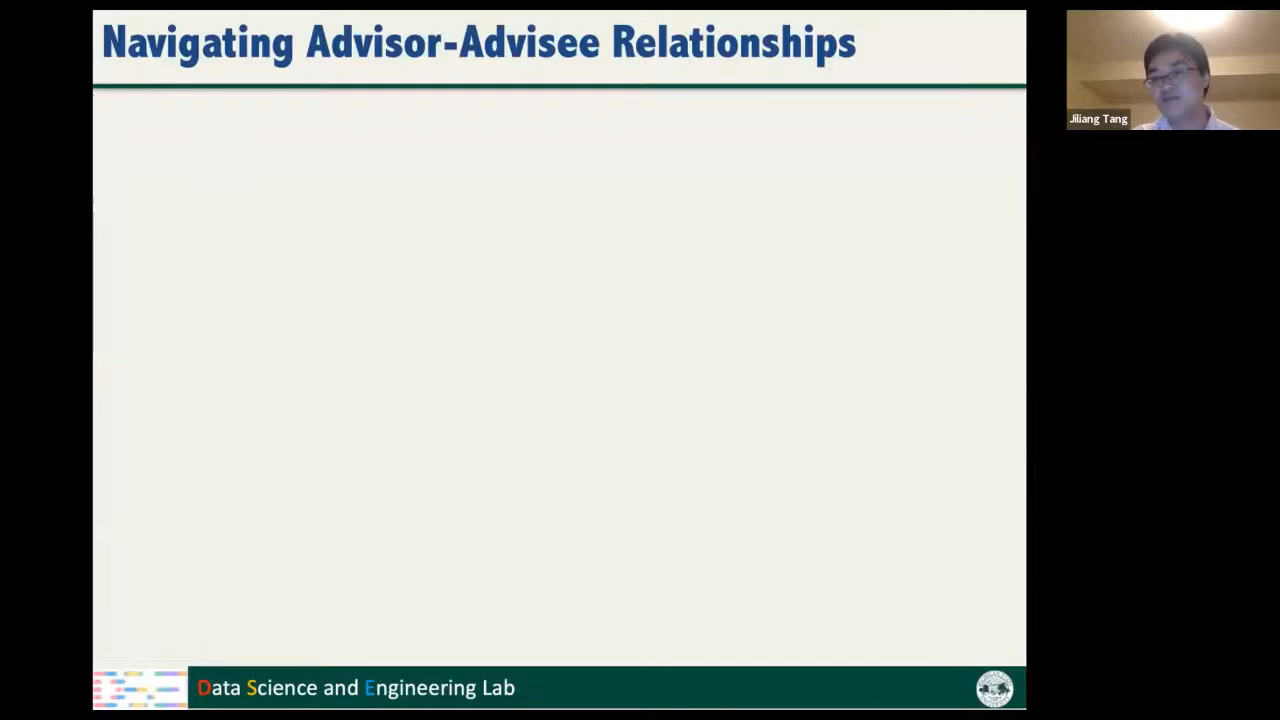 Navigating Advisor-Advisee Relationships
Jiliang Tang
Data Science and Engineering Lab